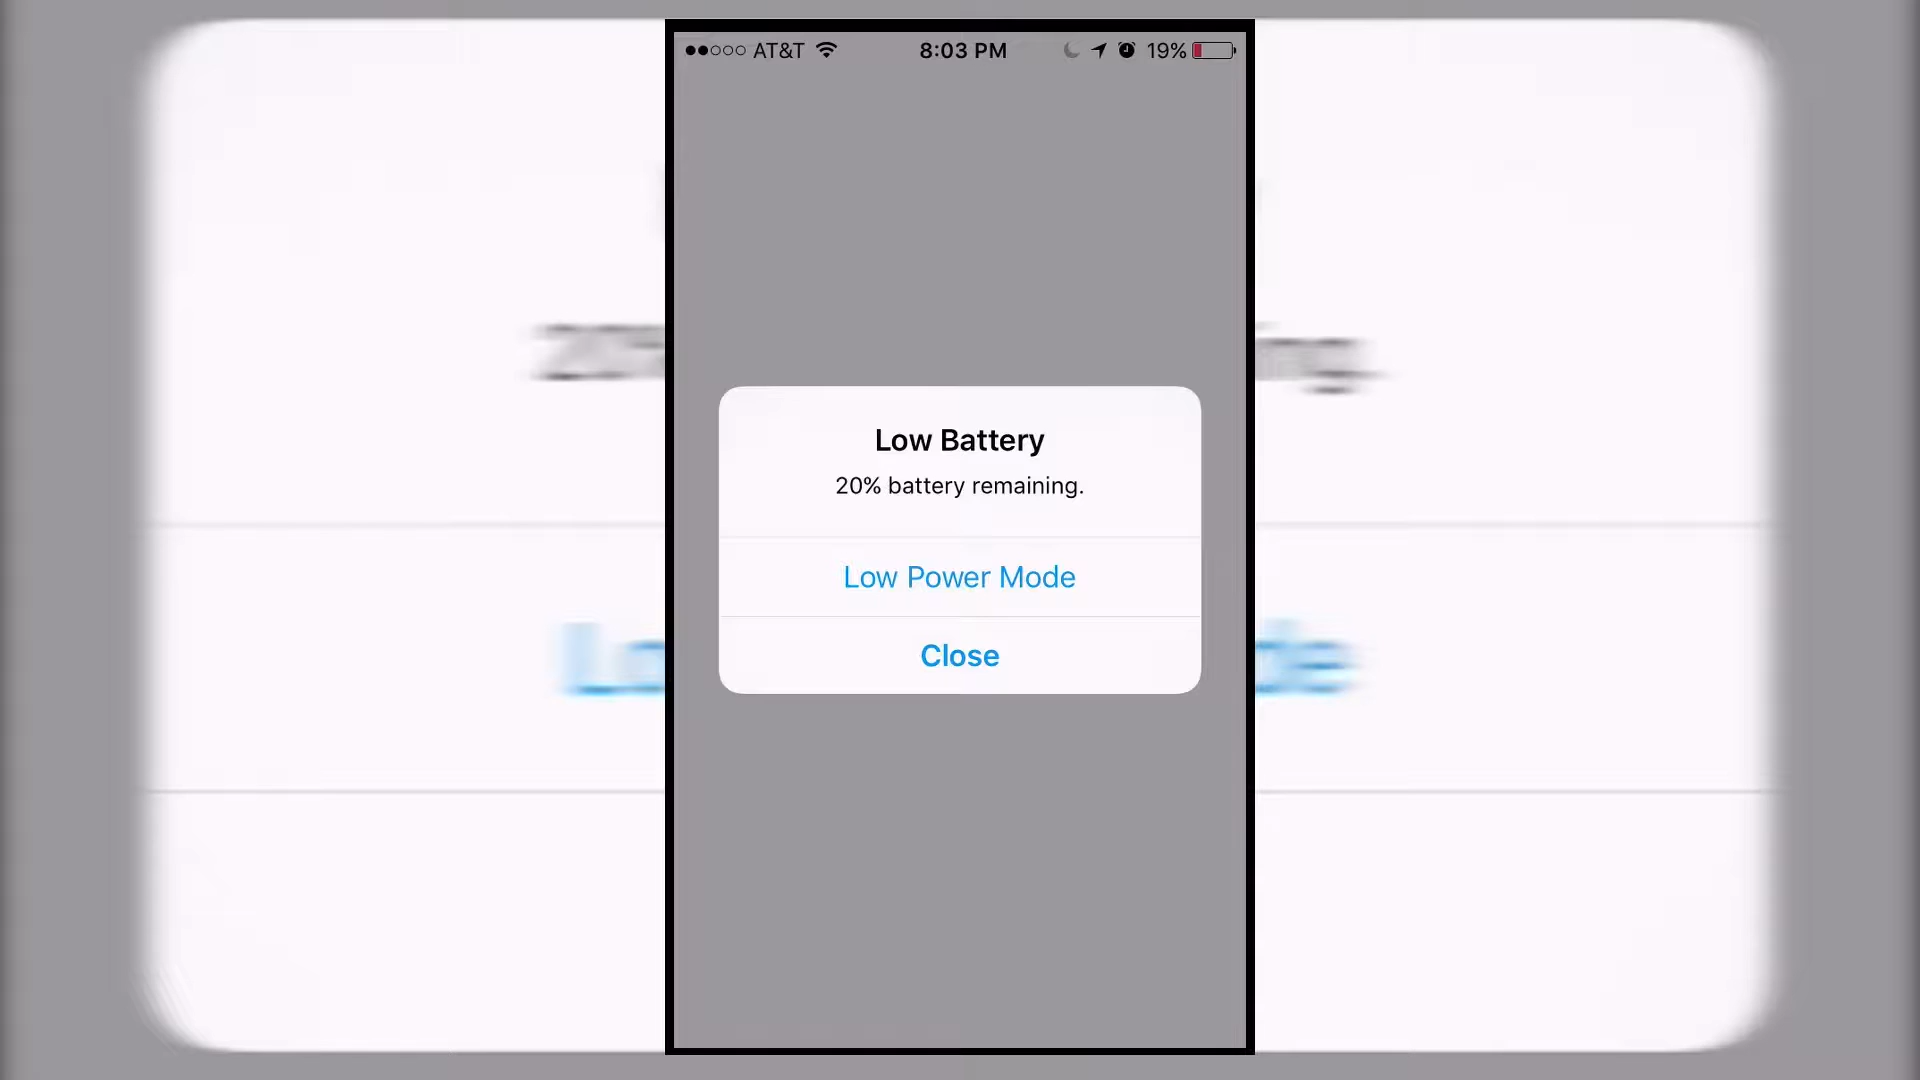 AT&T 8:03 PM 19%
Low Battery
20% battery remaining.
Low Power Mode
Close